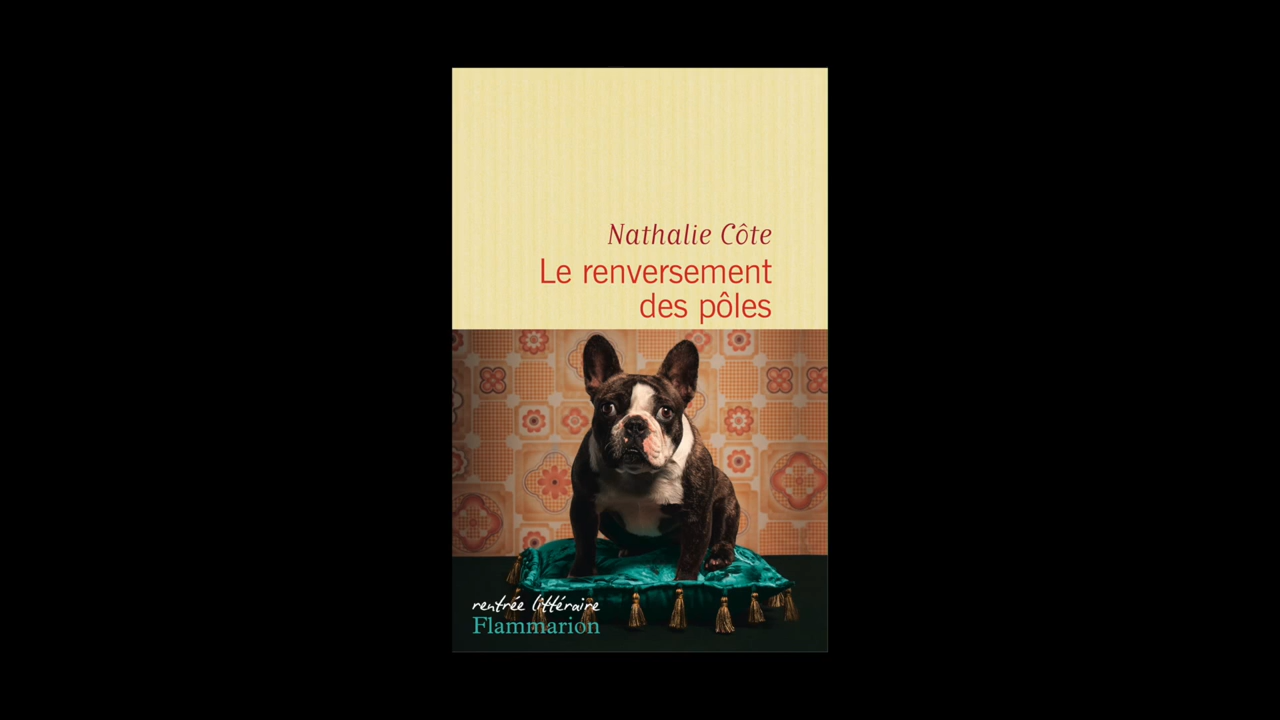 Nathalie Côte
Le renversement
des pôles
rentrée littéraire
Flammarion